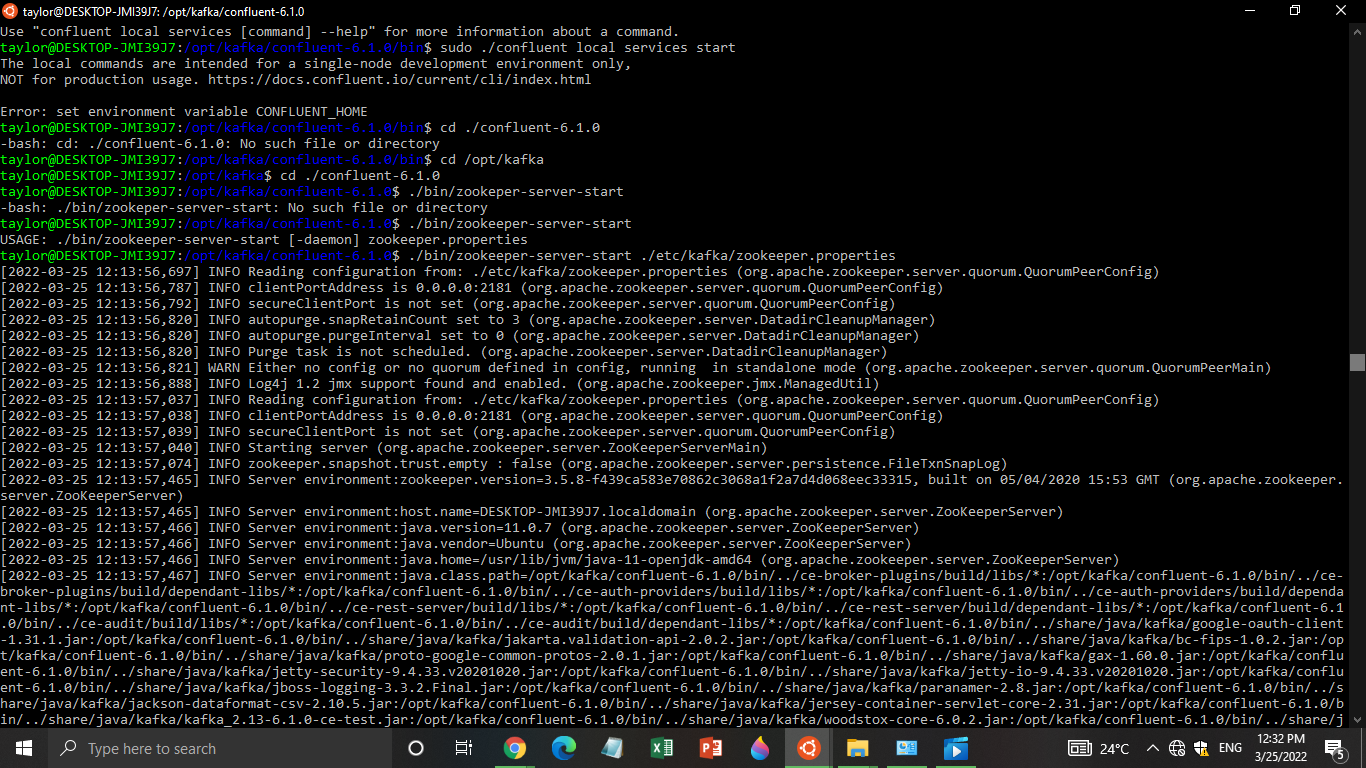 taylor@DESKTOP-JMI39J7: /opt/kafka/confluent-6.1.0
Use "confluent local services [command] --help" for more information about a command.
taylor@DESKTOP-JMI39J7:/opt/kafka/confluent-6.1.0/bin$ sudo ./confluent local services start
The local commands are intended for a single-node development environment only,
NOT for production usage. https://docs.confluent.io/current/cli/index.html
Error: set environment variable CONFLUENT_HOME
taylor@DESKTOP-JMI39J7:/opt/kafka/confluent-6.1.0/bin$ cd ./confluent-6.1.0
-bash: cd: ./confluent-6.1.0: No such file or directory
taylor@DESKTOP-JMI39J7:/opt/kafka/confluent-6.1.0/bin$ cd /opt/kafka
taylor@DESKTOP-JMI39J7:/opt/kafka$ cd ./confluent-6.1.0
taylor@DESKTOP-JMI39J7:/opt/kafka/confluent-6.1.0$ ./bin/zookeper-server-start
-bash: ./bin/zookeper-server-start: No such file or directory
taylor@DESKTOP-JMI39J7:/opt/kafka/confluent-6.1.0$ ./bin/zookeeper-server-start
USAGE: ./bin/zookeeper-server-start [-daemon] zookeeper.properties
taylor@DESKTOP-JMI39J7:/opt/kafka/confluent-6.1.0$ ./bin/zookeeper-server-start ./etc/kafka/zookeeper.properties
[2022-03-25 12:13:56,697] INFO Reading configuration from: ./etc/kafka/zookeeper.properties (org.apache.zookeeper.server.quorum.QuorumPeerConfig)
[2022-03-25 12:13:56,787] INFO clientPortAddress is 0.0.0.0:2181 (org.apache.zookeeper.server.quorum.QuorumPeerConfig)
[2022-03-25 12:13:56,792] INFO secureClientPort is not set (org.apache.zookeeper.server.quorum.QuorumPeerConfig)
[2022-03-25 12:13:56,820] INFO autopurge.snapRetainCount set to 3 (org.apache.zookeeper.server.DatadirCleanupManager)
[2022-03-25 12:13:56,820] INFO autopurge.purgeInterval set to 0 (org.apache.zookeeper.server.DatadirCleanupManager)
[2022-03-25 12:13:56,820] INFO Purge task is not scheduled. (org.apache.zookeeper.server.DatadirCleanupManager)
[2022-03-25 12:13:56,821] WARN Either no config or no quorum defined in config, running  in standalone mode (org.apache.zookeeper.server.quorum.QuorumPeerMain)
[2022-03-25 12:13:56,888] INFO Log4j 1.2 jmx support found and enabled. (org.apache.zookeeper.jmx.ManagedUtil)
[2022-03-25 12:13:57,037] INFO Reading configuration from: ./etc/kafka/zookeeper.properties (org.apache.zookeeper.server.quorum.QuorumPeerConfig)
[2022-03-25 12:13:57,038] INFO clientPortAddress is 0.0.0.0:2181 (org.apache.zookeeper.server.quorum.QuorumPeerConfig)
[2022-03-25 12:13:57,039] INFO secureClientPort is not set (org.apache.zookeeper.server.quorum.QuorumPeerConfig)
[2022-03-25 12:13:57,040] INFO Starting server (org.apache.zookeeper.server.ZooKeeperServerMain)
[2022-03-25 12:13:57,074] INFO zookeeper.snapshot.trust.empty : false (org.apache.zookeeper.server.persistence.FileTxnSnapLog)
[2022-03-25 12:13:57,465] INFO Server environment:zookeeper.version=3.5.8-f439ca583e70862c3068a1f2a7d4d068eec33315, built on 05/04/2020 15:53 GMT (org.apache.zookeeper.
server.ZooKeeperServer)
[2022-03-25 12:13:57,465] INFO Server environment:host.name=DESKTOP-JMI39J7.localdomain (org.apache.zookeeper.server.ZooKeeperServer)
[2022-03-25 12:13:57,466] INFO Server environment:java.version=11.0.7 (org.apache.zookeeper.server.ZooKeeperServer)
[2022-03-25 12:13:57,466] INFO Server environment:java.vendor=Ubuntu (org.apache.zookeeper.server.ZooKeeperServer)
[2022-03-25 12:13:57,466] INFO Server environment:java.home=/usr/lib/jvm/java-11-openjdk-amd64 (org.apache.zookeeper.server.ZooKeeperServer)
[2022-03-25 12:13:57,467] INFO Server environment:java.class.path=/opt/kafka/confluent-6.1.0/bin/../ce-broker-plugins/build/libs/*:/opt/kafka/confluent-6.1.0/bin/../ce-
broker-plugins/build/dependant-libs/*:/opt/kafka/confluent-6.1.0/bin/../ce-auth-providers/build/libs/*:/opt/kafka/confluent-6.1.0/bin/../ce-auth-providers/build/dependa
nt-libs/*:/opt/kafka/confluent-6.1.0/bin/../ce-rest-server/build/libs/*:/opt/kafka/confluent-6.1.0/bin/../ce-rest-server/build/dependant-libs/*:/opt/kafka/confluent-6.1
.0/bin/../ce-audit/build/libs/*:/opt/kafka/confluent-6.1.0/bin/../ce-audit/build/dependant-libs/*:/opt/kafka/confluent-6.1.0/bin/../share/java/kafka/google-oauth-client
-1.31.1.jar:/opt/kafka/confluent-6.1.0/bin/../share/java/kafka/jakarta.validation-api-2.0.2.jar:/opt/kafka/confluent-6.1.0/bin/../share/java/kafka/bc-fips-1.0.2.jar:/op
t/kafka/confluent-6.1.0/bin/../share/java/kafka/proto-google-common-protos-2.0.1.jar:/opt/kafka/confluent-6.1.0/bin/../share/java/kafka/gax-1.60.0.jar:/opt/kafka/conflu
ent-6.1.0/bin/../share/java/kafka/jetty-security-9.4.33.v20201020.jar:/opt/kafka/confluent-6.1.0/bin/../share/java/kafka/jetty-io-9.4.33.v20201020.jar:/opt/kafka/conflu
ent-6.1.0/bin/../share/java/kafka/jboss-logging-3.3.2.Final.jar:/opt/kafka/confluent-6.1.0/bin/../share/java/kafka/paranamer-2.8.jar:/opt/kafka/confluent-6.1.0/bin/../s
hare/java/kafka/jackson-dataformat-csv-2.10.5.jar:/opt/kafka/confluent-6.1.0/bin/../share/java/kafka/jersey-container-servlet-core-2.31.jar:/opt/kafka/confluent-6.1.0/b
in/../share/java/kafka/kafka_2.13-6.1.0-ce-test.jar:/opt/kafka/confluent-6.1.0/bin/../share/java/kafka/woodstox-core-6.0.2.jar:/opt/kafka/confluent-6.1.0/bin/../share/j
Type here to search
24°C
ENG
12:32 PM
3/25/2022
5